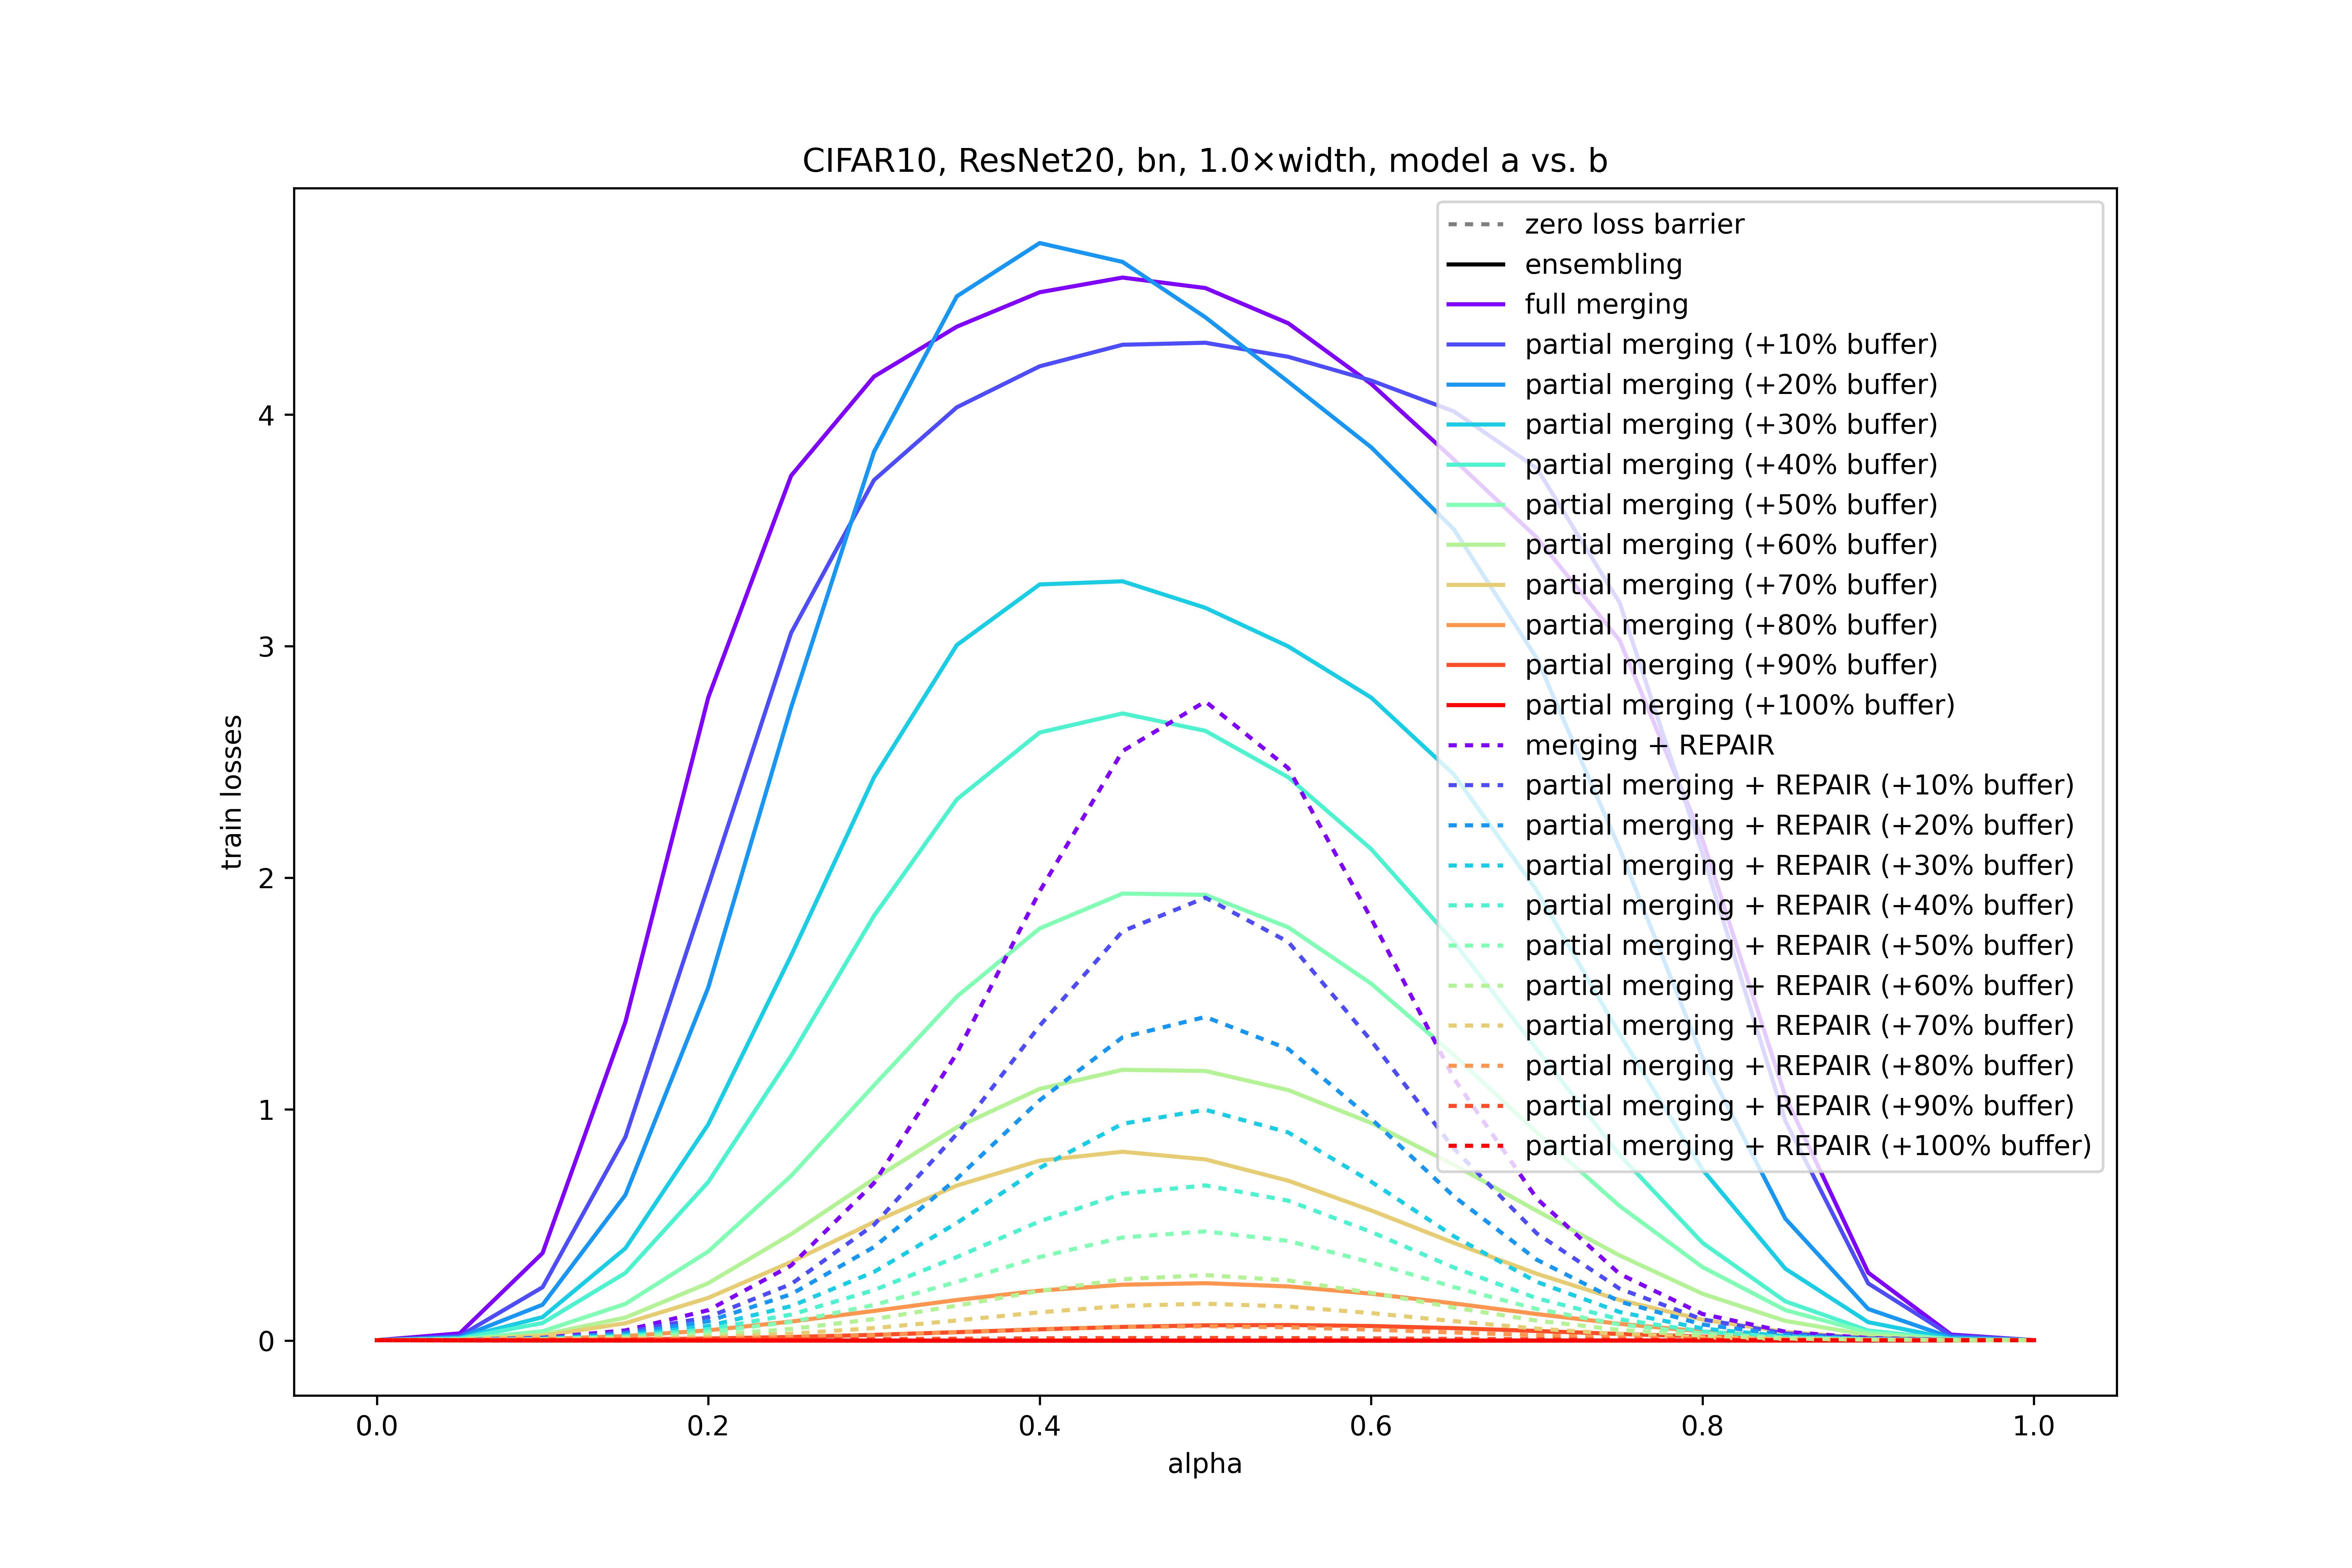 CIFAR10, ResNet20, bn, 1.0×width, model a vs. b
zero loss barrier
ensembling
full merging
partial merging (+10% buffer)
partial merging (+20% buffer)
partial merging (+30% buffer)
partial merging (+40% buffer)
partial merging (+50% buffer)
partial merging (+60% buffer)
partial merging (+70% buffer)
partial merging (+80% buffer)
partial merging (+90% buffer)
partial merging (+100% buffer)
merging + REPAIR
partial merging + REPAIR (+10% buffer)
partial merging + REPAIR (+20% buffer)
partial merging + REPAIR (+30% buffer)
partial merging + REPAIR (+40% buffer)
partial merging + REPAIR (+50% buffer)
partial merging + REPAIR (+60% buffer)
partial merging + REPAIR (+70% buffer)
partial merging + REPAIR (+80% buffer)
partial merging + REPAIR (+90% buffer)
partial merging + REPAIR (+100% buffer)
train losses
4
3
2
1
0
0.0 0.2 0.4 0.6 0.8 1.0
alpha